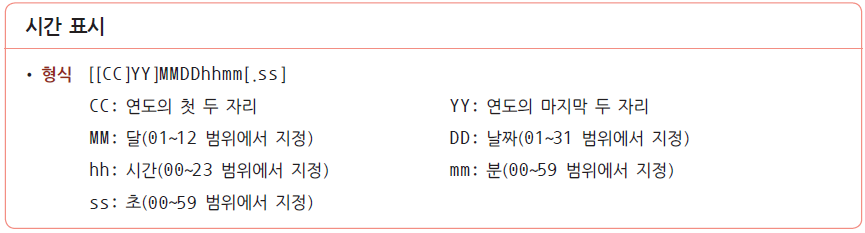 시간 표시
• 형식 [[CC]YY]MMDDhhmm[.ss]
CC: 연도의 첫 두 자리 YY: 연도의 마지막 두 자리
MM: 달(01~12 범위에서 지정) DD: 날짜(01~31 범위에서 지정)
hh: 시간(00~23 범위에서 지정) mm: 분(00~59 범위에서 지정)
ss: 초(00~59 범위에서 지정)